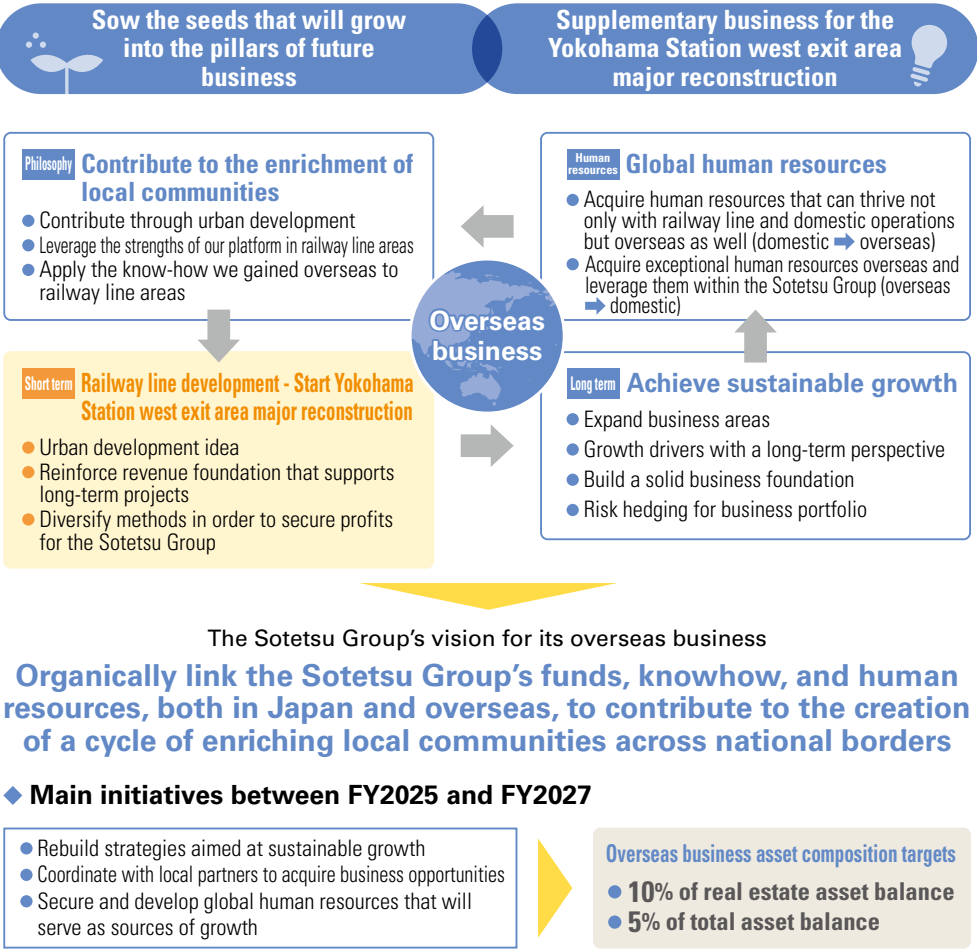 Sow the seeds that will grow
into the pillars of future
business
Supplementary business for the
Yokohama Station west exit area
major reconstruction
Philosophy Contribute to the enrichment of
local communities
● Contribute through urban development
● Leverage the strengths of our platform in railway line areas
● Apply the know-how we gained overseas to
railway line areas
Human
resources
Global human resources
● Acquire human resources that can thrive not
only with railway line and domestic operations
but overseas as well (domestic ➡ overseas)
● Acquire exceptional human resources overseas and
leverage them within the Sotetsu Group (overseas
➡ domestic)
Overseas
business
Short term Railway line development - Start Yokohama
Station west exit area major reconstruction
● Urban development idea
● Reinforce revenue foundation that supports
long-term projects
● Diversify methods in order to secure profits
for the Sotetsu Group
Long term Achieve sustainable growth
● Expand business areas
● Growth drivers with a long-term perspective
● Build a solid business foundation
● Risk hedging for business portfolio
The Sotetsu Group’s vision for its overseas business
Organically link the Sotetsu Group’s funds, knowhow, and human
resources, both in Japan and overseas, to contribute to the creation
of a cycle of enriching local communities across national borders
◆ Main initiatives between FY2025 and FY2027
● Rebuild strategies aimed at sustainable growth
● Coordinate with local partners to acquire business opportunities
● Secure and develop global human resources that will
serve as sources of growth
Overseas business asset composition targets
● 10% of real estate asset balance
● 5% of total asset balance